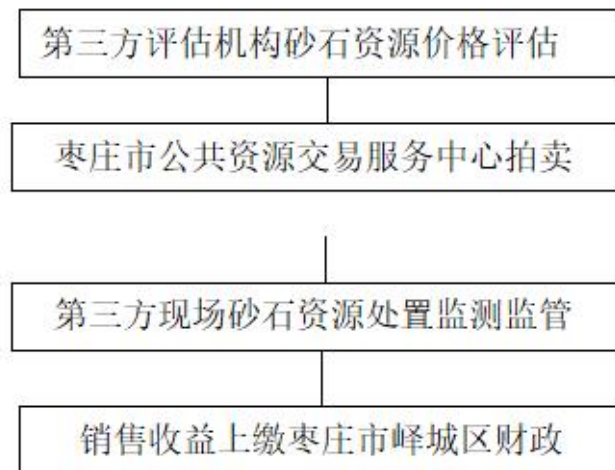 第三方评估机构砂石资源价格评估
枣庄市公共资源交易服务中心拍卖
第三方现场砂石资源处置监测监管
销售收益上缴枣庄市峄城区财政